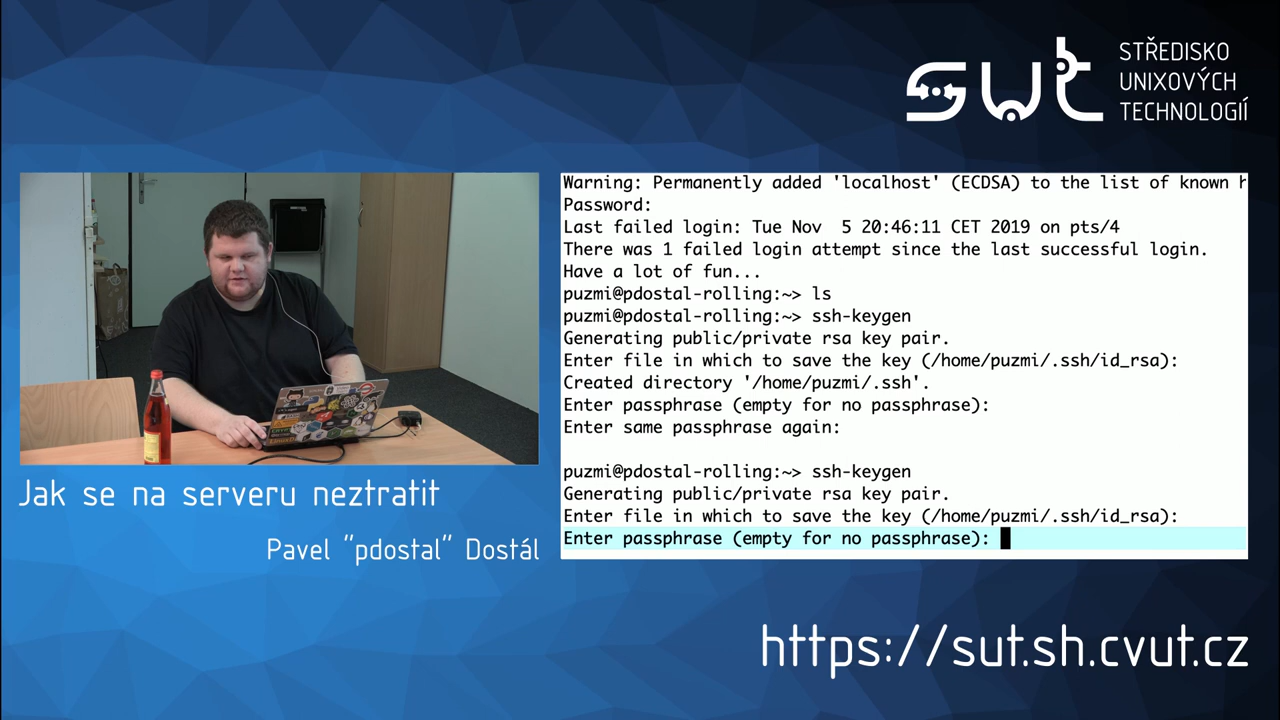 sut
STŘEDISKO
UNIXOVÝCH
TECHNOLOGIÍ
Warning: Permanently added 'localhost' (ECDSA) to the list of known h
Password:
Last failed login: Tue Nov  5 20:46:11 CET 2019 on pts/4
There was 1 failed login attempt since the last successful login.
Have a lot of fun...
puzmi@pdostal-rolling:~> ls
puzmi@pdostal-rolling:~> ssh-keygen
Generating public/private rsa key pair.
Enter file in which to save the key (/home/puzmi/.ssh/id_rsa):
Created directory '/home/puzmi/.ssh'.
Enter passphrase (empty for no passphrase):
Enter same passphrase again:
puzmi@pdostal-rolling:~> ssh-keygen
Generating public/private rsa key pair.
Enter file in which to save the key (/home/puzmi/.ssh/id_rsa):
Enter passphrase (empty for no passphrase):
Jak se na serveru neztratit
Pavel "pdostal" Dostál
https://sut.sh.cvut.cz